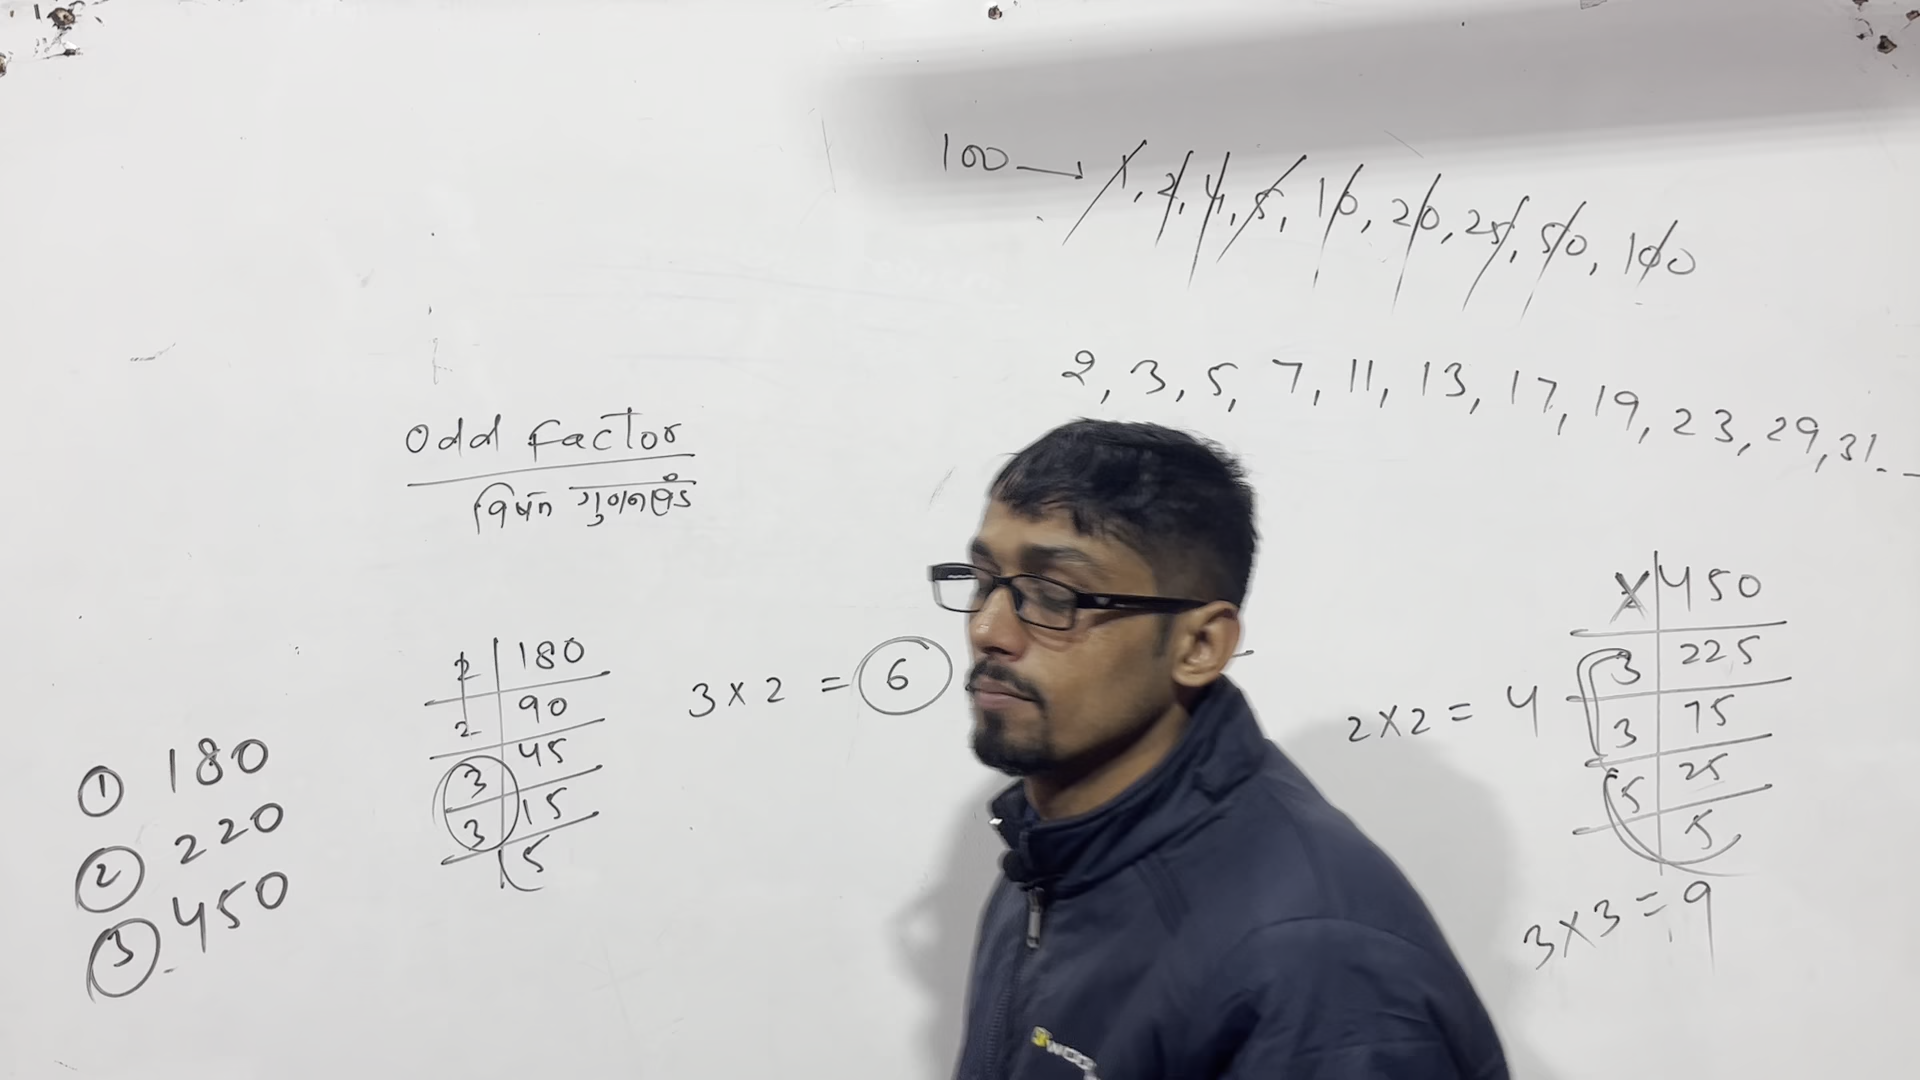 100 → 1, 2, 4, 5, 10, 20, 25, 50, 100
2, 3, 5, 7, 11, 13, 17, 19, 23, 29, 31. -
Odd Factor
विषम गुणनखंड
① 180
② 220
③ 450
2 | 180
2 | 90
3 | 45
3 | 15
5
3 x 2 = 6
2 x 2 = 4
2 | 450
3 | 225
3 | 75
5 | 25
5
3 x 3 = 9